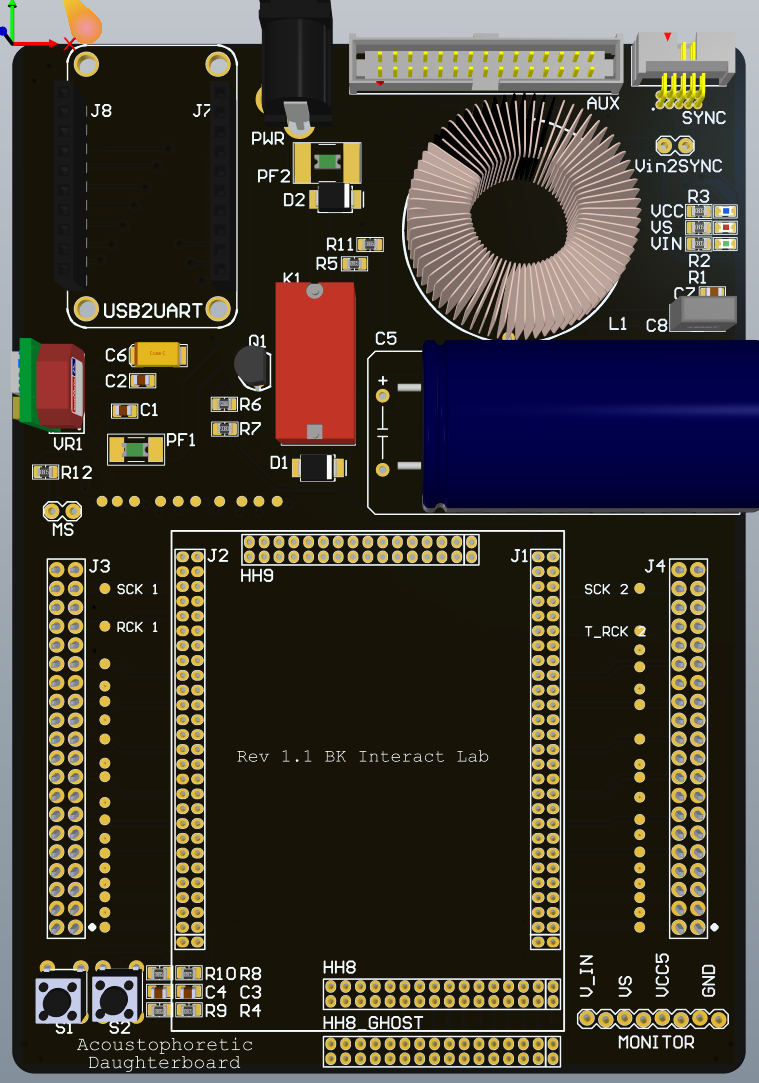 AUX
J8
J7
SYNC
PWR
Vin2SYNC
PF2
D2
R3
VCC
VS
VIN
R11
R5
R2
R1
K1
C7
USB2UART
L1
C8
C6
Q1
C5
C2
+
R6
C1
R7
VR1
PF1
D1
R12
MS
J3
J2
J1
J4
HH9
SCK 1
SCK 2
RCK 1
T_RCK 2
Rev 1.1 BK Interact Lab
V_IN
VS
VCC5
GND
HH8
R10 R8
C4 C3
R9 R4
S1
S2
HH8_GHOST
MONITOR
Acoustophoretic
Daughterboard